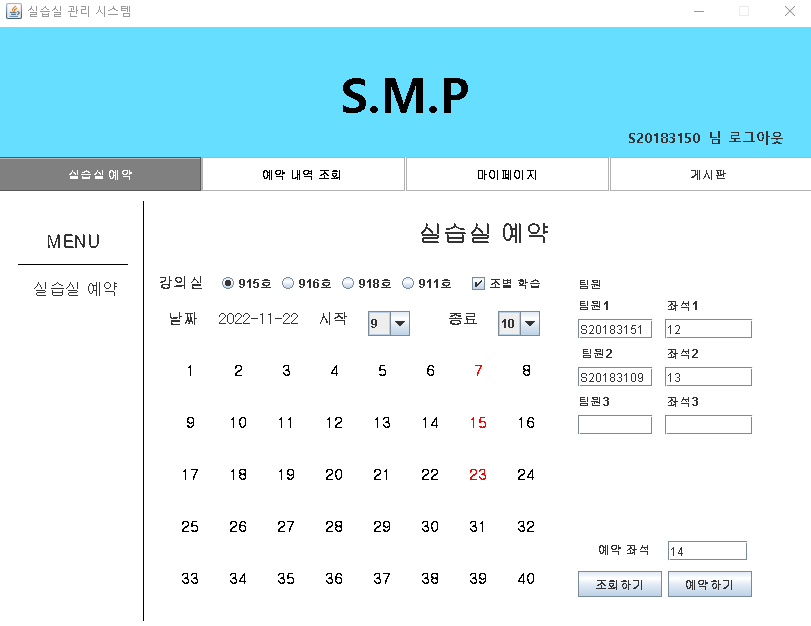 실습실 관리 시스템
S.M.P
S20183150 님 로그아웃
실습실 예약 예약 내역 조회 마이페이지 게시판
MENU
실습실 예약
실습실 예약
강의실 915호 916호 918호 911호 조별 학습
날짜 2022-11-22 시작 9 종료 10
1 2 3 4 5 6 7 8
9 10 11 12 13 14 15 16
17 18 19 20 21 22 23 24
25 26 27 28 29 30 31 32
33 34 35 36 37 38 39 40
팀원
팀원1 좌석1
S20183151 12
팀원2 좌석2
S20183109 13
팀원3 좌석3
예약 좌석 14
조회하기 예약하기